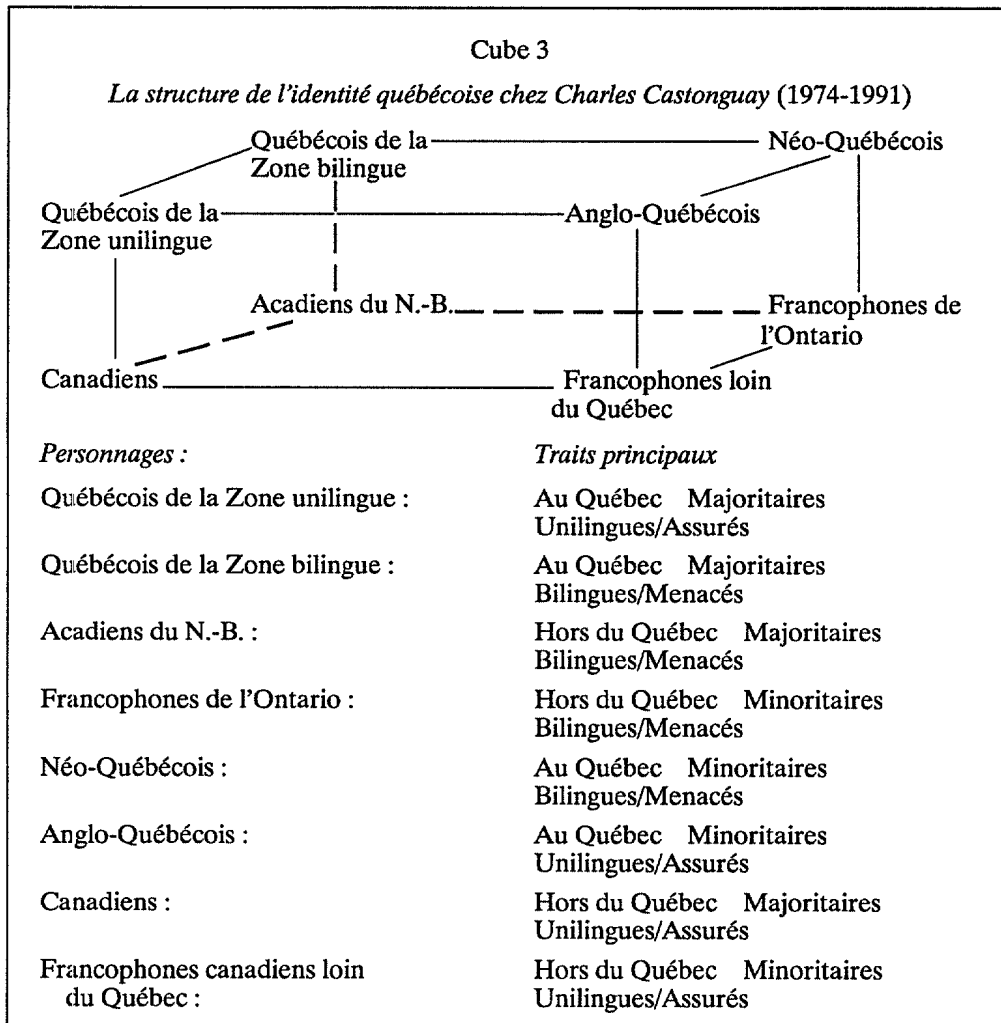 Cube 3
La structure de l'identité québécoise chez Charles Castonguay (1974-1991)
Québécois de la
Zone bilingue
Néo-Québécois
Québécois de la
Zone unilingue
Anglo-Québécois
Acadiens du N.-B.
Francophones de
l'Ontario
Canadiens
Francophones loin
du Québec
Personnages :
Traits principaux
Québécois de la Zone unilingue :
Au Québec Majoritaires
Unilingues/Assurés
Québécois de la Zone bilingue :
Au Québec Majoritaires
Bilingues/Menacés
Acadiens du N.-B. :
Hors du Québec Majoritaires
Bilingues/Menacés
Francophones de l'Ontario :
Hors du Québec Minoritaires
Bilingues/Menacés
Néo-Québécois :
Au Québec Minoritaires
Bilingues/Menacés
Anglo-Québécois :
Au Québec Minoritaires
Unilingues/Assurés
Canadiens :
Hors du Québec Majoritaires
Unilingues/Assurés
Francophones canadiens loin
du Québec :
Hors du Québec Minoritaires
Unilingues/Assurés